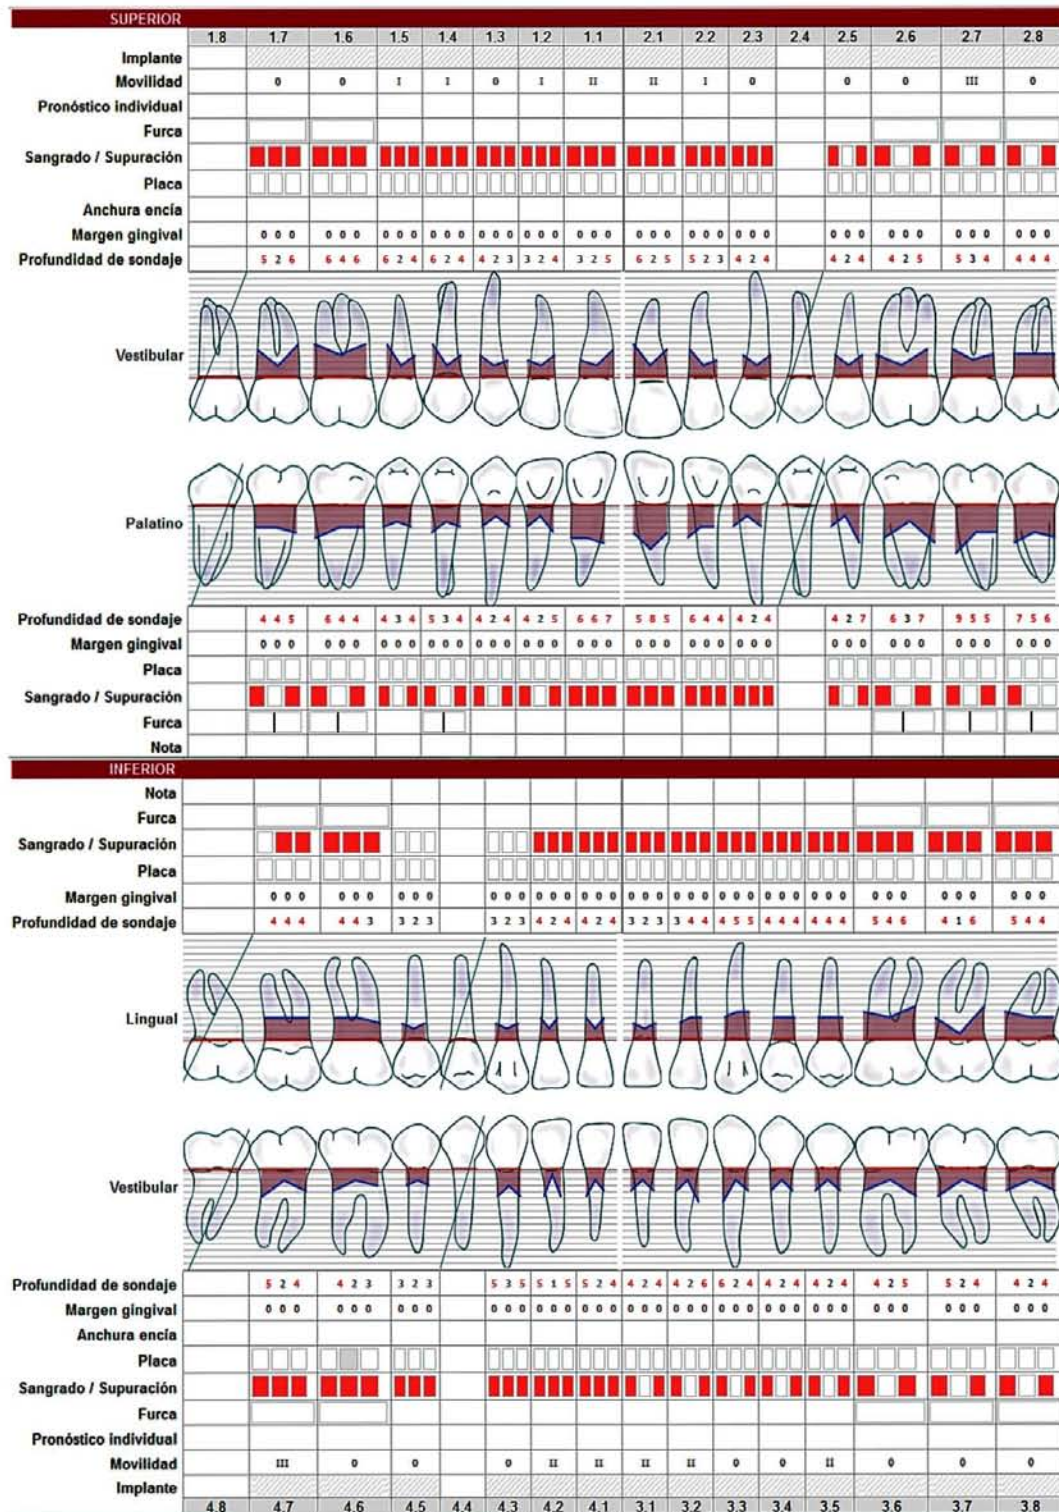 SUPERIOR
1.8 1.7 1.6 1.5 1.4 1.3 1.2 1.1 2.1 2.2 2.3 2.4 2.5 2.6 2.7 2.8
Implante
Movilidad 0 0 I I 0 I II II I 0 0 0 III 0
Pronóstico individual
Furca
Sangrado / Supuración
Placa
Anchura encía
Margen gingival 0 0 0 0 0 0 0 0 0 0 0 0 0 0 0 0 0 0 0 0 0 0 0 0 0 0 0 0 0 0 0 0 0 0 0 0 0 0 0 0 0 0
Profundidad de sondaje 5 2 6 6 4 6 6 2 4 6 2 4 4 2 3 3 2 4 3 2 5 6 2 5 5 2 3 4 2 4 4 2 4 4 2 5 5 3 4 4 4 4
Vestibular
Palatino
Profundidad de sondaje 4 4 5 6 4 4 4 3 4 5 3 4 4 2 4 4 2 5 6 6 7 5 8 5 6 4 4 4 2 4 4 2 7 6 3 7 9 5 5 7 5 6
Margen gingival 0 0 0 0 0 0 0 0 0 0 0 0 0 0 0 0 0 0 0 0 0 0 0 0 0 0 0 0 0 0 0 0 0 0 0 0 0 0 0 0 0 0
Placa
Sangrado / Supuración
Furca
Nota
INFERIOR
Nota
Furca
Sangrado / Supuración
Placa
Margen gingival 0 0 0 0 0 0 0 0 0 0 0 0 0 0 0 0 0 0 0 0 0 0 0 0 0 0 0 0 0 0 0 0 0 0 0 0 0 0 0 0 0 0
Profundidad de sondaje 4 4 4 4 4 3 3 2 3 3 2 3 4 2 4 4 2 4 3 2 3 3 4 4 4 5 5 4 4 4 4 4 4 5 4 6 4 1 6 5 4 4
Lingual
Vestibular
Profundidad de sondaje 5 2 4 4 2 3 3 2 3 5 3 5 5 1 5 5 2 4 4 2 4 4 2 6 6 2 4 4 2 4 4 2 4 4 2 5 5 2 4 4 2 4
Margen gingival 0 0 0 0 0 0 0 0 0 0 0 0 0 0 0 0 0 0 0 0 0 0 0 0 0 0 0 0 0 0 0 0 0 0 0 0 0 0 0 0 0 0
Anchura encía
Placa
Sangrado / Supuración
Furca
Pronóstico individual
Movilidad III 0 0 0 II II II II 0 0 II 0 0 0
Implante
4.8 4.7 4.6 4.5 4.4 4.3 4.2 4.1 3.1 3.2 3.3 3.4 3.5 3.6 3.7 3.8